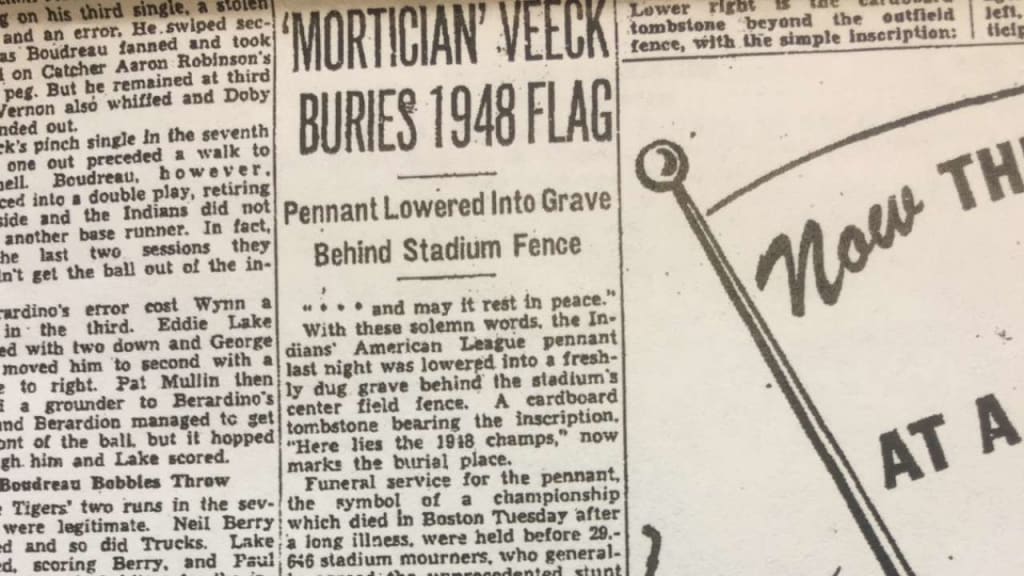 g on his third single, a stolen
and an error. He swiped sec-
as Boudreau fanned and took
on Catcher Aaron Robinson's
peg. But he remained at third
Vernon also whiffed and Doby
nded out.
ck's pinch single in the seventh
one out preceded a walk to
nell. Boudreau, however,
ced into a double play, retiring
side and the Indians did not
another base runner. In fact,
he last two sessions they
dn't get the ball out of the in-
rardino's error cost Wynn a
in the third. Eddie Lake
ed with two down and George
moved him to second with a
e to right. Pat Mullin then
a grounder to Berardino's
and Berardion managed to get
ont of the ball, but it hopped
gh him and Lake scored.
Boudreau Bobbles Throw
e Tigers' two runs in the sev-
were legitimate. Neil Berry
ed and so did Trucks. Lake
ed, scoring Berry, and Paul
'MORTICIAN' VEECK
BURIES 1948 FLAG
Pennant Lowered Into Grave
Behind Stadium Fence
" . . . and may it rest in peace."
With these solemn words, the In-
dians' American League pennant
last night was lowered into a fresh-
ly dug grave behind the stadium's
center field fence. A cardboard
tombstone bearing the inscription,
"Here lies the 1948 champs," now
marks the burial place.
Funeral service for the pennant,
the symbol of a championship
which died in Boston Tuesday after
a long illness, were held before 29,-
646 stadium mourners, who general-
unprecedented stunt
Lower right is the cardboard
tombstone beyond the outfield
fence, with the simple inscription:
left,
ticip
Now TH
AT A